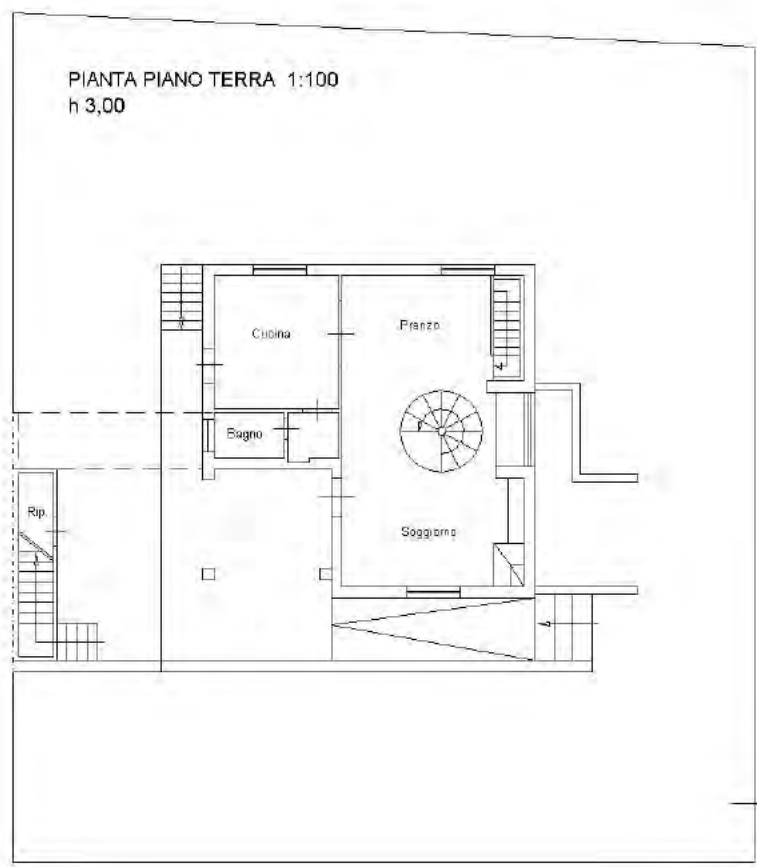 PIANTA PIANO TERRA 1:100
h 3,00
Cucina
Pranzo
Bagno
Rip.
Soggiorno